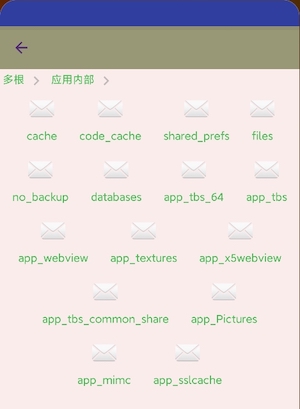 多根 应用内部
cache code_cache shared_prefs files
no_backup databases app_tbs_64 app_tbs
app_webview app_textures app_x5webview
app_tbs_common_share app_Pictures
app_mimc app_sslcache